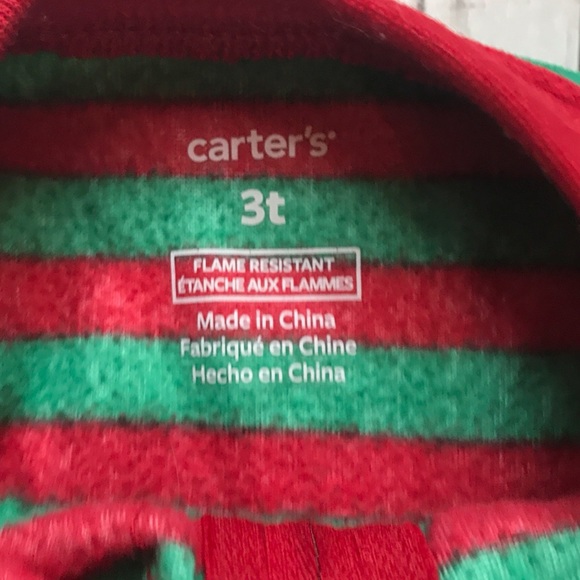 carter's
3t
FLAME RESISTANT
ÉTANCHE AUX FLAMMES
Made in China
Fabriqué en Chine
Hecho en China